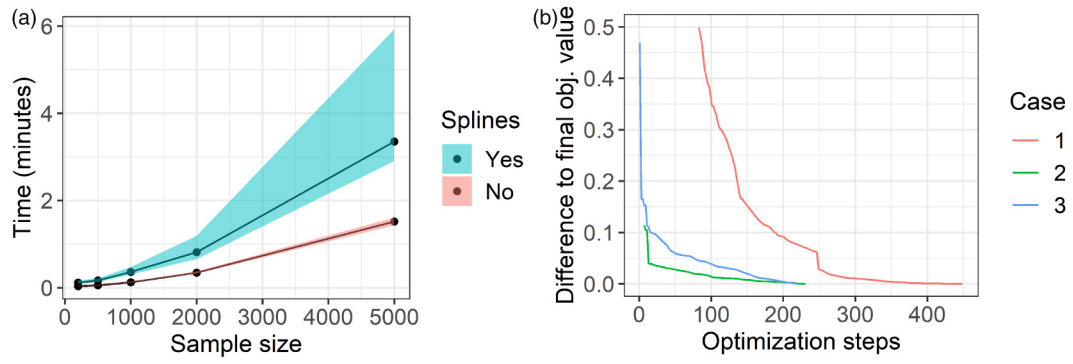 (a)
6
4
2
0
Time (minutes)
0 1000 2000 3000 4000 5000
Sample size
Splines
Yes
No
(b)
0.5
0.4
0.3
0.2
0.1
0.0
Difference to final obj. value
0 100 200 300 400
Optimization steps
Case
1
2
3